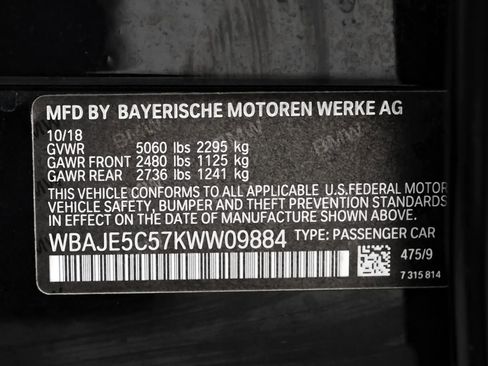 MFD BY BAYERISCHE MOTOREN WERKE AG
10/18
GVWR 5060 lbs 2295 kg
GAWR FRONT 2480 lbs 1125 kg
GAWR REAR 2736 lbs 1241 kg
THIS VEHICLE CONFORMS TO ALL APPLICABLE U.S.FEDERAL MOTOR
VEHICLE SAFETY, BUMPER AND THEFT PREVENTION STANDARDS
IN EFFECT ON THE DATE OF MANUFACTURE SHOWN ABOVE.
WBAJE5C57KWW09884 TYPE: PASSENGER CAR
475/9
7 315 814